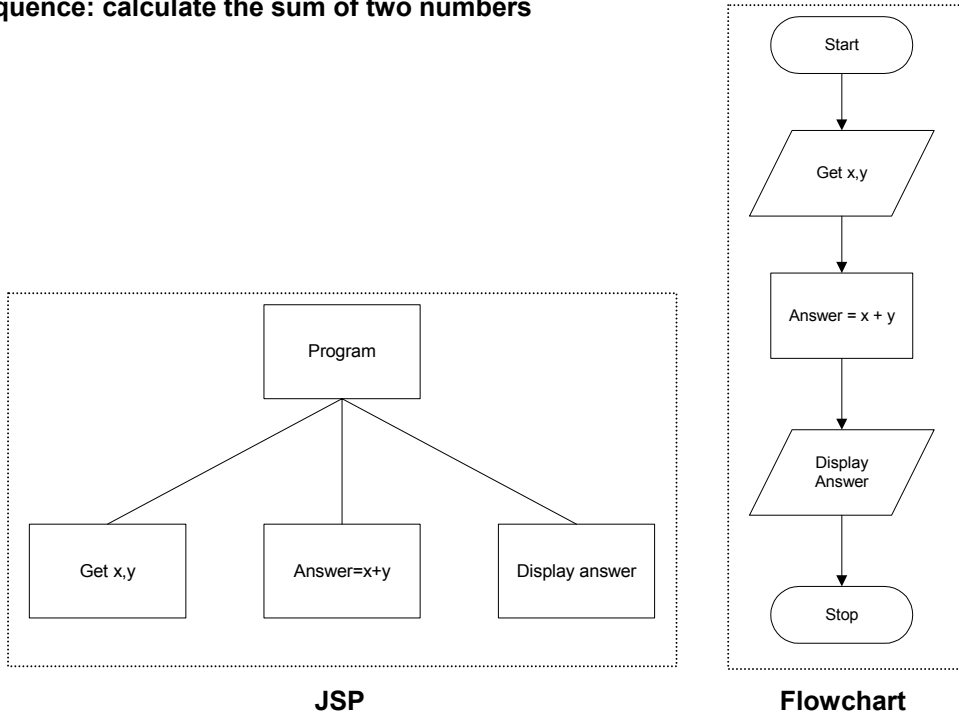 quence: calculate the sum of two numbers
Start
Get x,y
Answer = x + y
Display
Answer
Stop
Program
Get x,y
Answer=x+y
Display answer
JSP
Flowchart